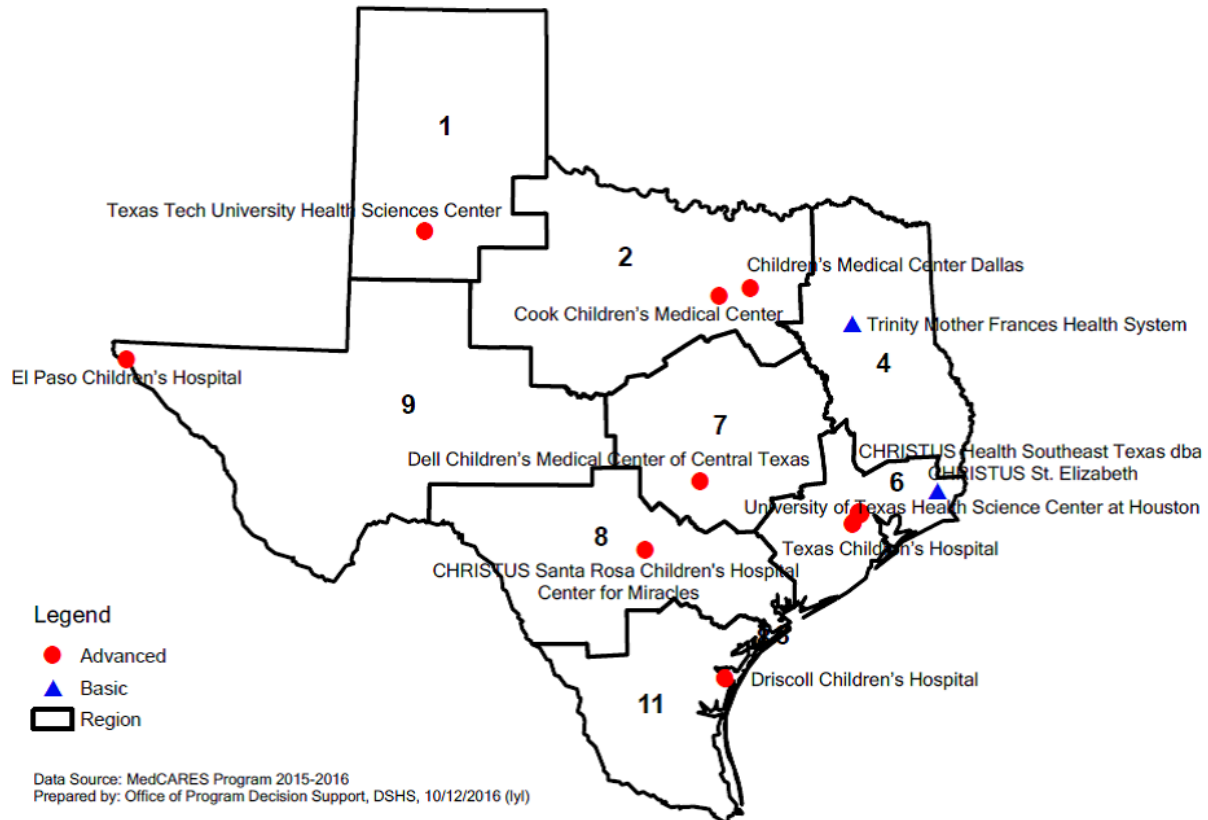 1
Texas Tech University Health Sciences Center
2
Children's Medical Center Dallas
Cook Children's Medical Center
Trinity Mother Frances Health System
El Paso Children's Hospital
4
9
7
Dell Children's Medical Center of Central Texas
CHRISTUS Health Southeast Texas dba
CHRISTUS St. Elizabeth
6
University of Texas Health Science Center at Houston
8
Texas Children's Hospital
CHRISTUS Santa Rosa Children's Hospital
Center for Miracles
Driscoll Children's Hospital
11
Legend
Advanced
Basic
Region
Data Source: MedCARES Program 2015-2016
Prepared by: Office of Program Decision Support, DSHS, 10/12/2016 (lyl)